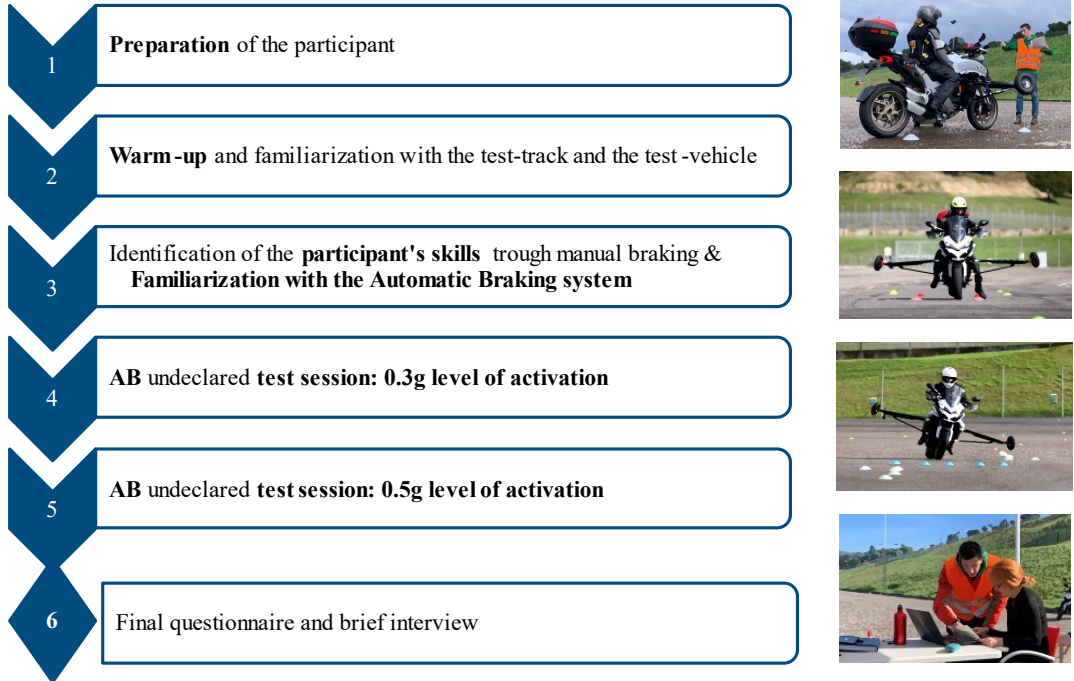 1
Preparation of the participant
2
Warm-up and familiarization with the test-track and the test-vehicle
3
Identification of the participant's skills trough manual braking &
Familiarization with the Automatic Braking system
4
AB undeclared test session: 0.3g level of activation
5
AB undeclared test session: 0.5g level of activation
6
Final questionnaire and brief interview